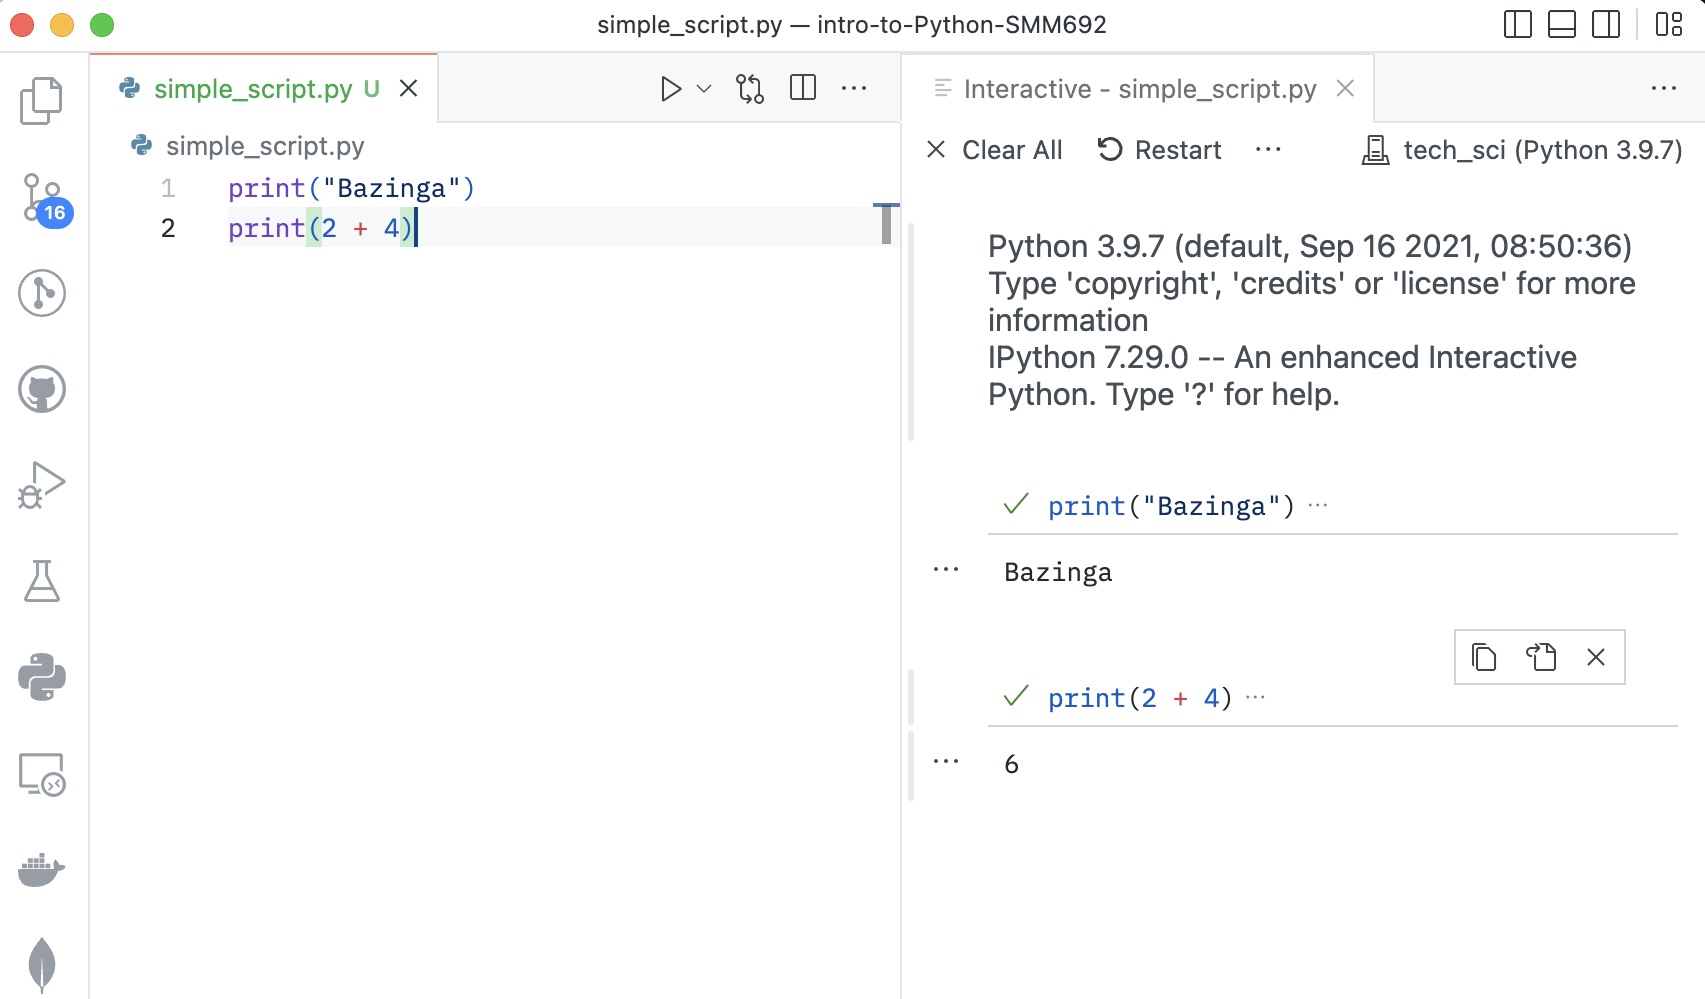 simple_script.py — intro-to-Python-SMM692
simple_script.py U
simple_script.py
1 print("Bazinga")
2 print(2 + 4)
16
Interactive - simple_script.py
Clear All Restart ··· tech_sci (Python 3.9.7)
Python 3.9.7 (default, Sep 16 2021, 08:50:36)
Type 'copyright', 'credits' or 'license' for more
information
IPython 7.29.0 -- An enhanced Interactive
Python. Type '?' for help.
print("Bazinga") ···
Bazinga
print(2 + 4) ···
6